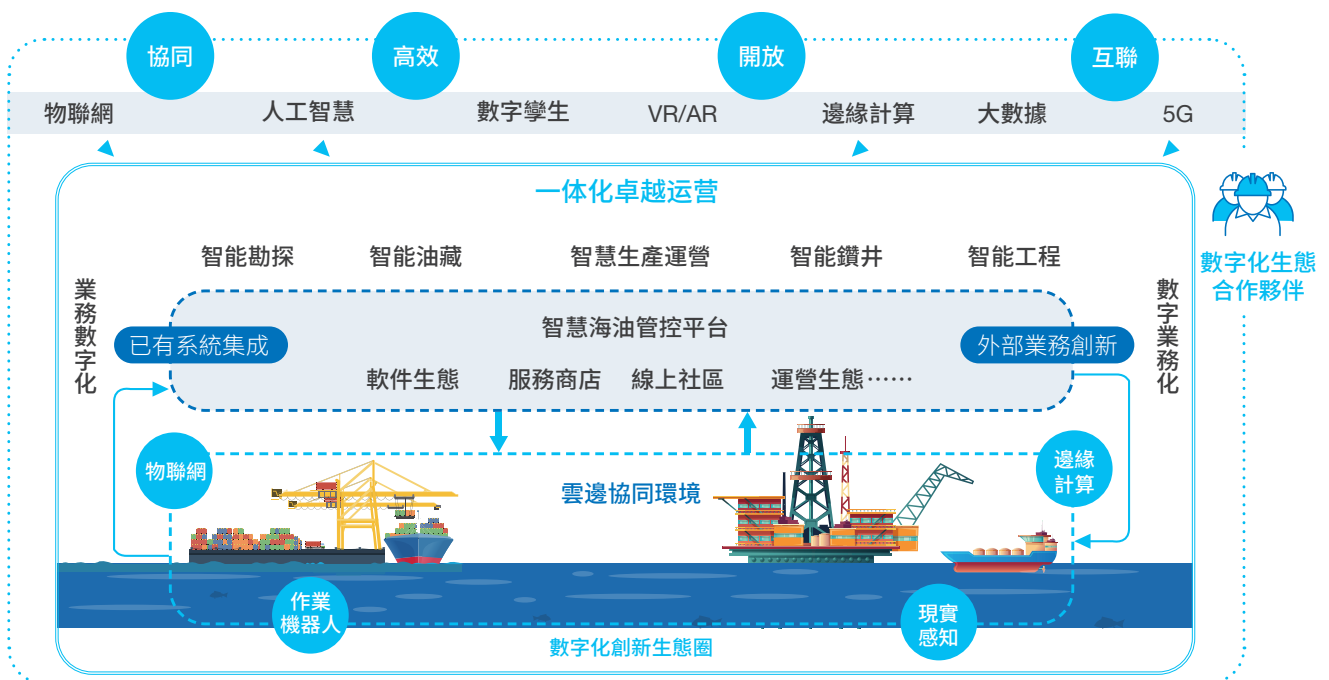 協同
高效
開放
互聯
物聯網
人工智慧
數字孿生
VR/AR
邊緣計算
大數據
5G
一体化卓越运营
數字化生態
合作夥伴
智能勘探
智能油藏
智慧生產運營
智能鑽井
智能工程
業務數字化
數字業務化
智慧海油管控平台
已有系統集成
外部業務創新
軟件生態
服務商店
線上社區
運營生態……
物聯網
邊緣
計算
雲邊協同環境
作業
機器人
現實
感知
數字化創新生態圈